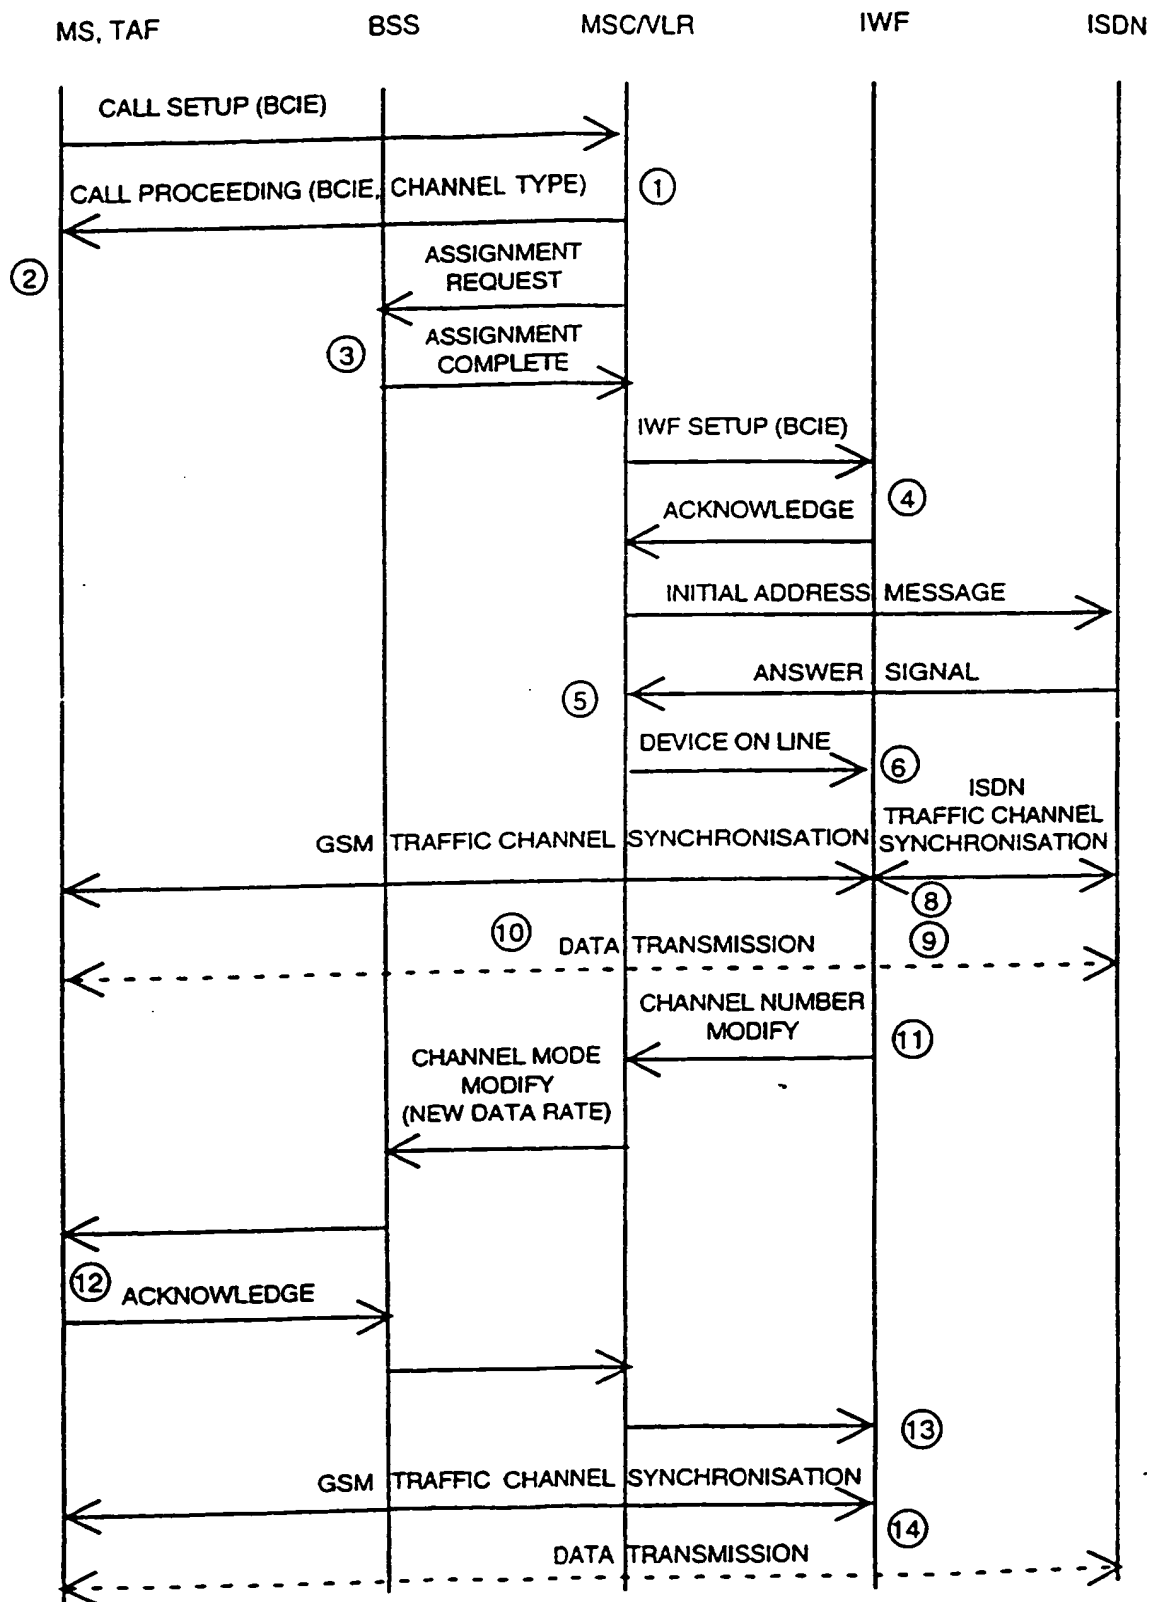 MS, TAF BSS MSC/VLR IWF ISDN
CALL SETUP (BCIE)
CALL PROCEEDING (BCIE, CHANNEL TYPE)
1
2
ASSIGNMENT
REQUEST
3
ASSIGNMENT
COMPLETE
IWF SETUP (BCIE)
4
ACKNOWLEDGE
INITIAL ADDRESS MESSAGE
ANSWER SIGNAL
5
DEVICE ON LINE
6
ISDN
TRAFFIC CHANNEL
SYNCHRONISATION
GSM TRAFFIC CHANNEL SYNCHRONISATION
8
10
DATA TRANSMISSION
9
CHANNEL NUMBER
MODIFY
11
CHANNEL MODE
MODIFY
(NEW DATA RATE)
12
ACKNOWLEDGE
13
GSM TRAFFIC CHANNEL SYNCHRONISATION
14
DATA TRANSMISSION